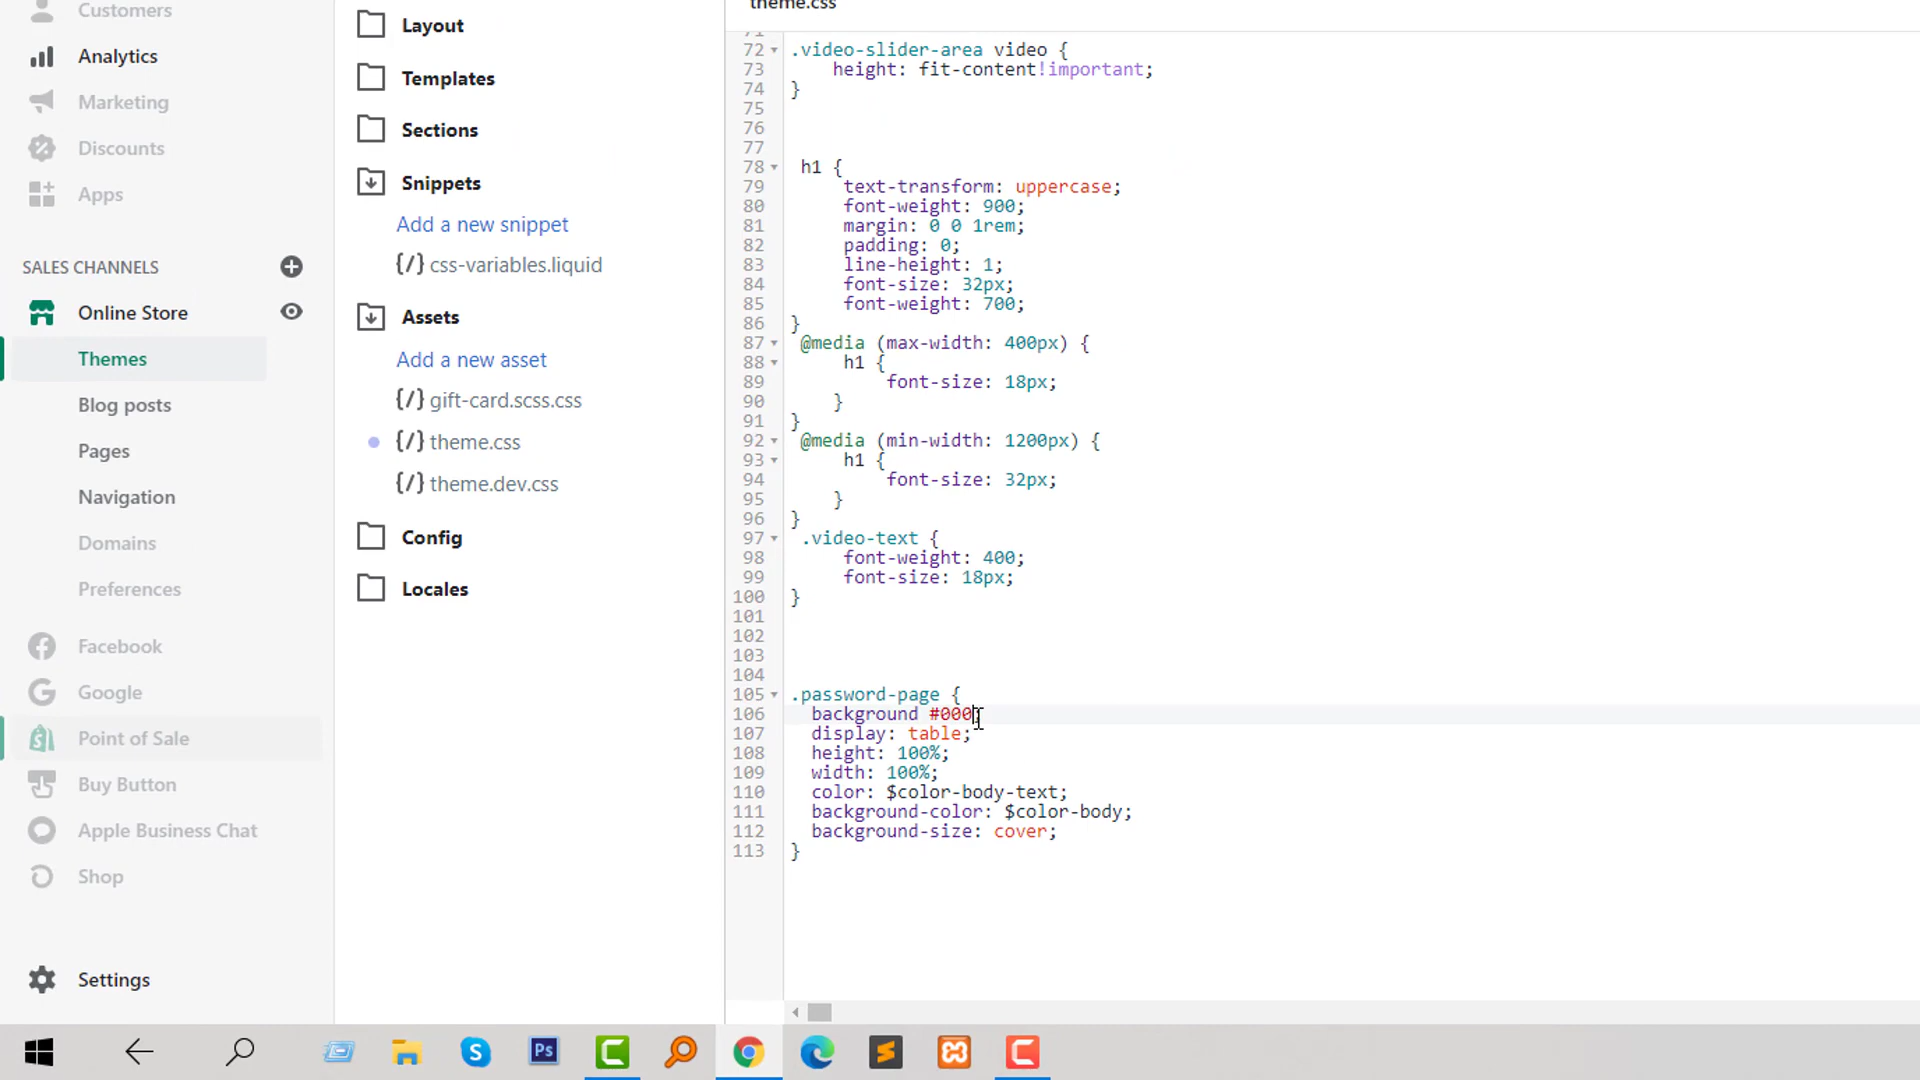 Customers
Analytics
Marketing
Discounts
Apps
SALES CHANNELS
Online Store
Themes
Blog posts
Pages
Navigation
Domains
Preferences
Facebook
Google
Point of Sale
Buy Button
Apple Business Chat
Shop
Settings
Layout
Templates
Sections
Snippets
Add a new snippet
{/} css-variables.liquid
Assets
Add a new asset
{/} gift-card.scss.css
{/} theme.css
{/} theme.dev.css
Config
Locales
theme.css
71
72 .video-slider-area video {
73 height: fit-content!important;
74 }
75
76
77
78 h1 {
79 text-transform: uppercase;
80 font-weight: 900;
81 margin: 0 0 1rem;
82 padding: 0;
83 line-height: 1;
84 font-size: 32px;
85 font-weight: 700;
86 }
87 @media (max-width: 400px) {
88 h1 {
89 font-size: 18px;
90 }
91 }
92 @media (min-width: 1200px) {
93 h1 {
94 font-size: 32px;
95 }
96 }
97 .video-text {
98 font-weight: 400;
99 font-size: 18px;
100 }
101
102
103
104
105 .password-page {
106 background #000;
107 display: table;
108 height: 100%;
109 width: 100%;
110 color: $color-body-text;
111 background-color: $color-body;
112 background-size: cover;
113 }
Ps